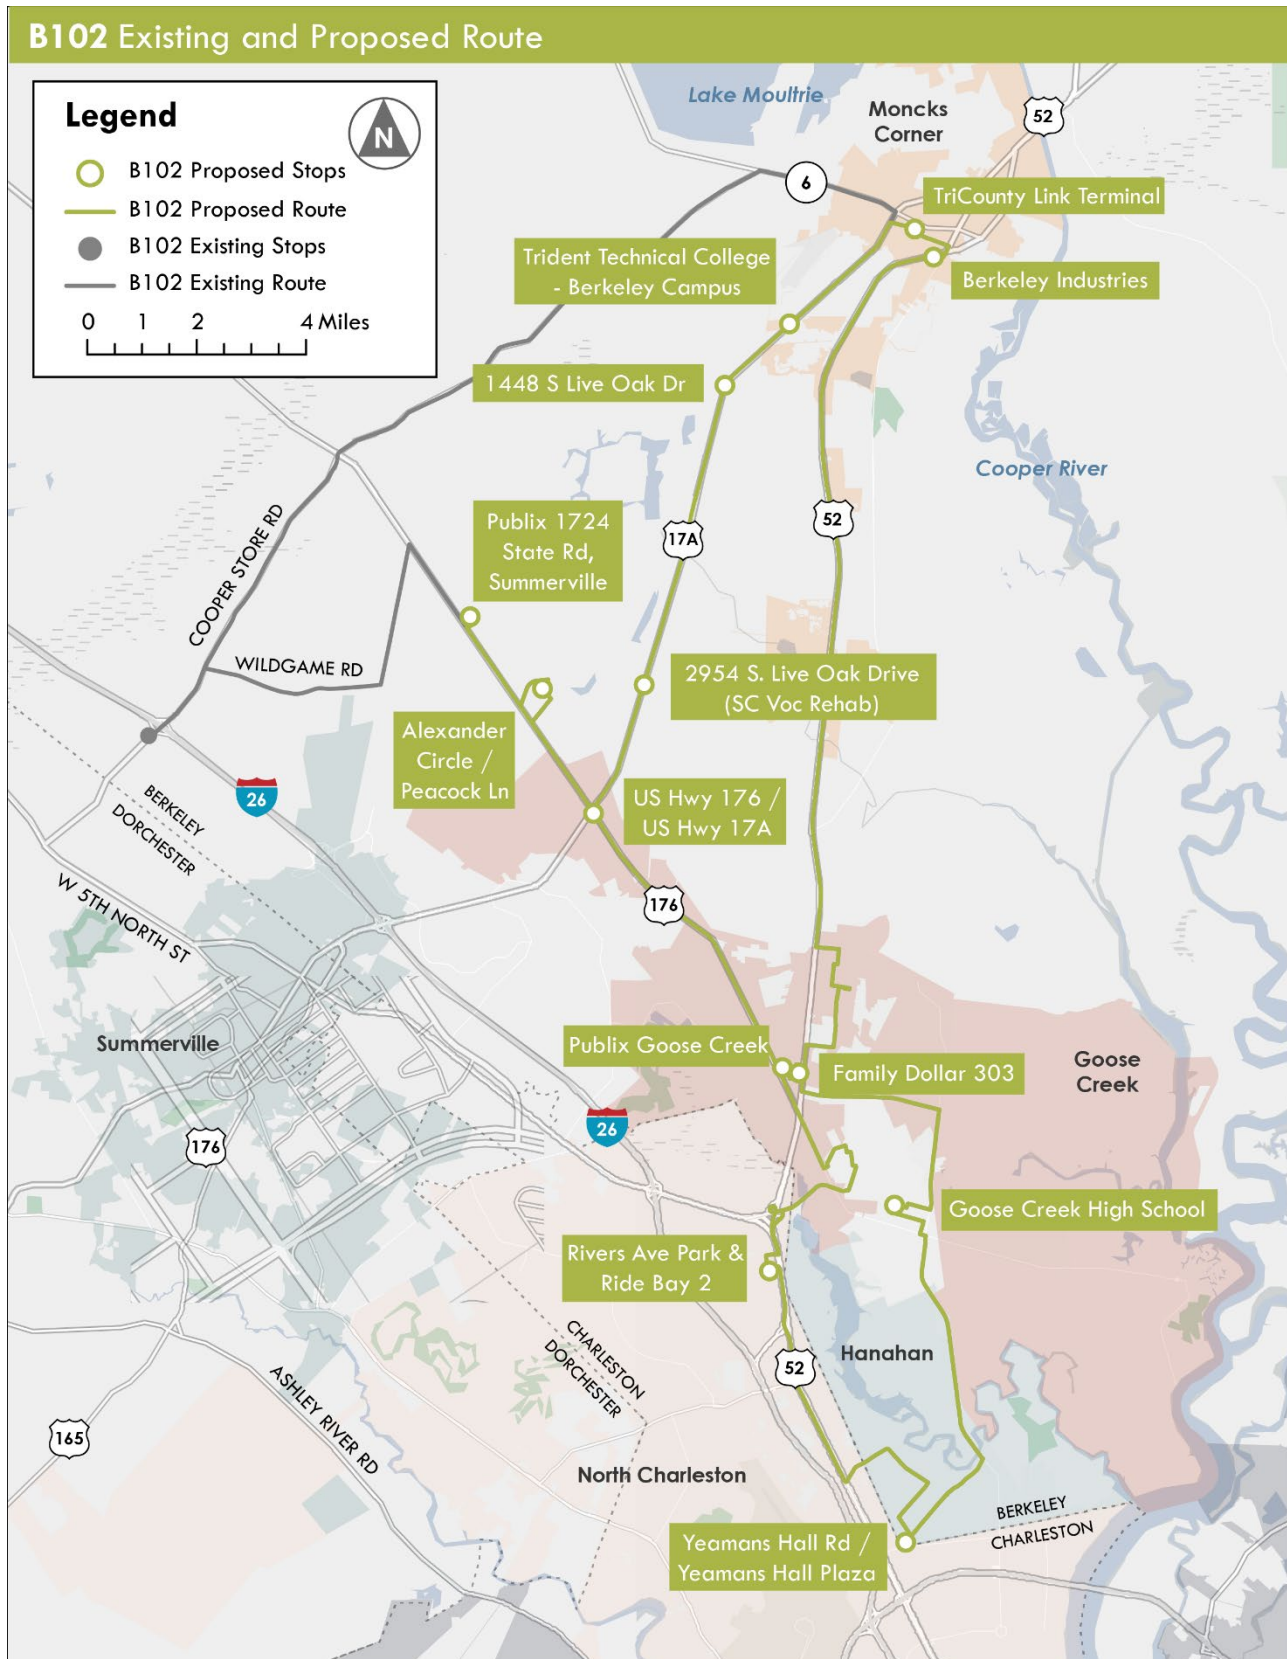 B102 Existing and Proposed Route
Legend
N
B102 Proposed Stops
B102 Proposed Route
B102 Existing Stops
B102 Existing Route
0 1 2 4 Miles
Lake Moultrie
Moncks
Corner
52
6
TriCounty Link Terminal
Trident Technical College
- Berkeley Campus
Berkeley Industries
1448 S Live Oak Dr
Cooper River
COOPER STORE RD
Publix 1724
State Rd,
Summerville
17A
52
WILDGAME RD
2954 S. Live Oak Drive
(SC Voc Rehab)
Alexander
Circle /
Peacock Ln
26
US Hwy 176 /
US Hwy 17A
BERKELEY
DORCHESTER
W 5TH NORTH ST
176
Summerville
Publix Goose Creek
Family Dollar 303
Goose
Creek
26
176
Goose Creek High School
Rivers Ave Park &
Ride Bay 2
CHARLESTON
DORCHESTER
Hanahan
52
ASHLEY RIVER RD
165
North Charleston
BERKELEY
CHARLESTON
Yeamans Hall Rd /
Yeamans Hall Plaza